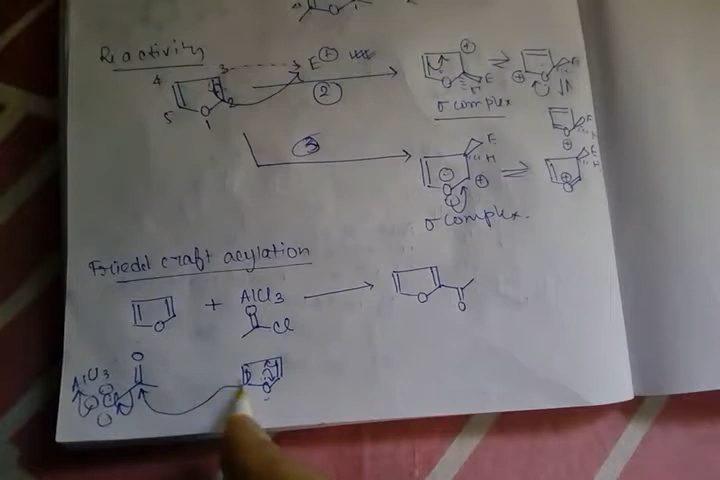 Reactivity
4 3 E ⊕
5 O 2
1
2
⊕ O E H ⇌ ⊕ O E
σ complex
E H O ⊕
3
E H O ⊕ ⇌ E H O ⊕
σ complex.
Friedel craft acylation
O + AlCl3 O
O Cl O
O
AlCl3 O